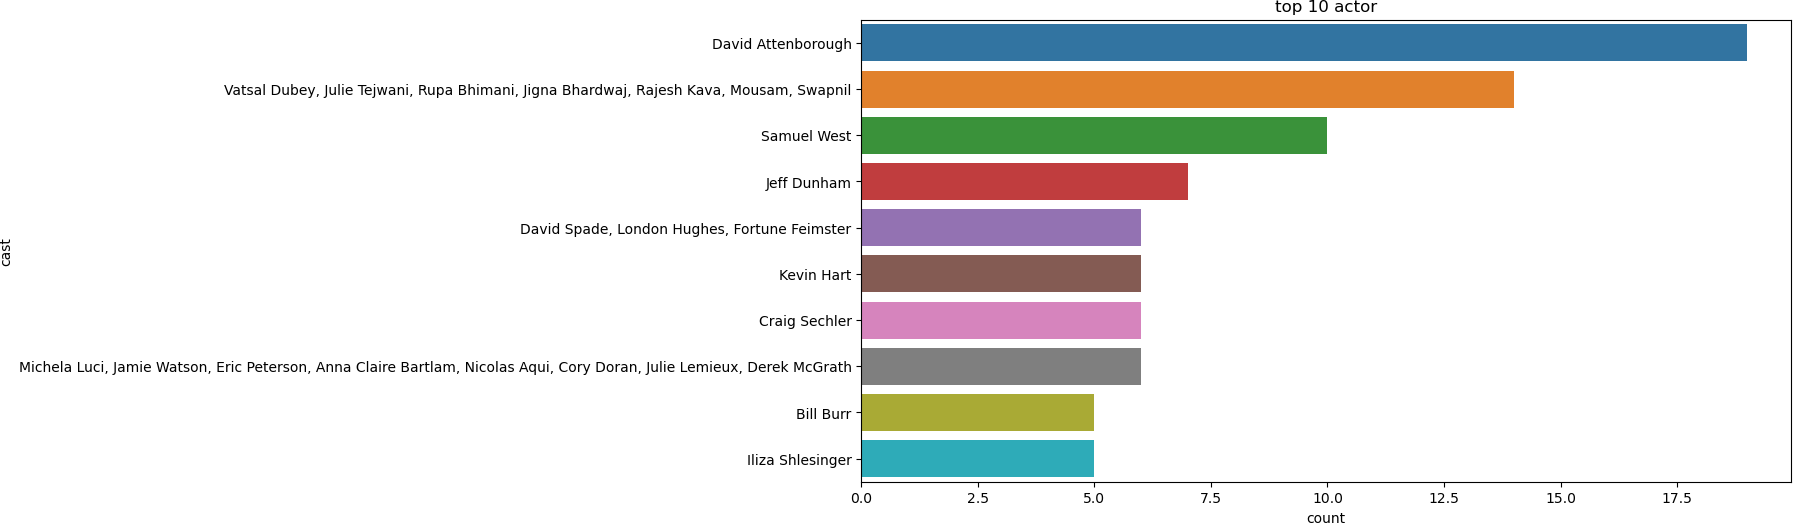 top 10 actor
David Attenborough
Vatsal Dubey, Julie Tejwani, Rupa Bhimani, Jigna Bhardwaj, Rajesh Kava, Mousam, Swapnil
Samuel West
Jeff Dunham
David Spade, London Hughes, Fortune Feimster
cast
Kevin Hart
Craig Sechler
Michela Luci, Jamie Watson, Eric Peterson, Anna Claire Bartlam, Nicolas Aqui, Cory Doran, Julie Lemieux, Derek McGrath
Bill Burr
Iliza Shlesinger
0.0 2.5 5.0 7.5 10.0 12.5 15.0 17.5
count